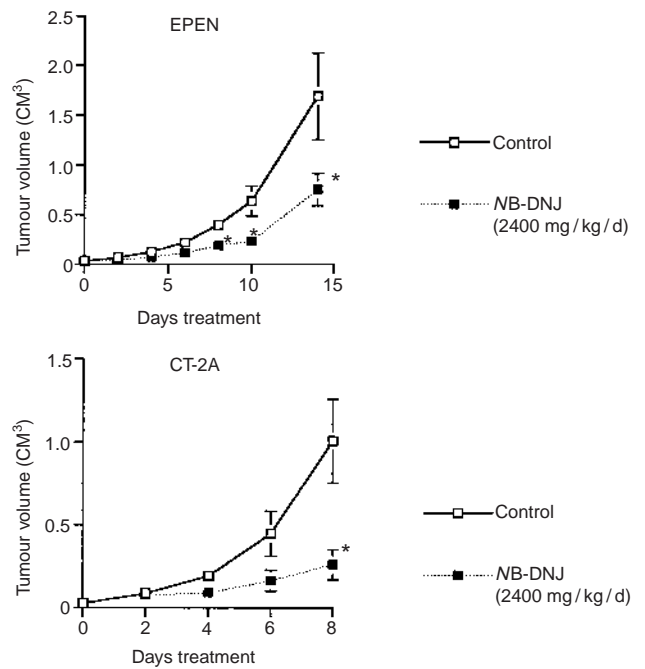 EPEN
Tumour volume (CM³)
2.5
2.0
1.5
1.0
0.5
0
0 5 10 15
Days treatment
* * *
Control
NB-DNJ
(2400 mg/kg/d)
CT-2A
Tumour volume (CM³)
1.5
1.0
0.5
0
0 2 4 6 8
Days treatment
*
Control
NB-DNJ
(2400 mg/kg/d)